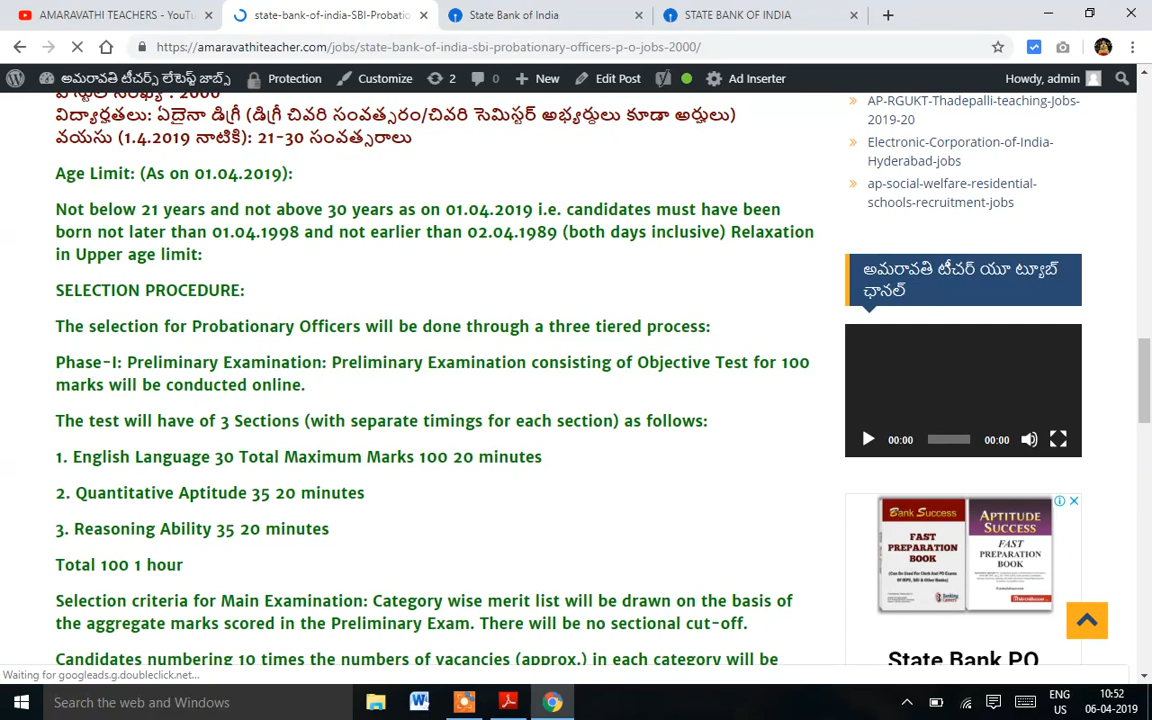 AMARAVATHI TEACHERS - YouTu
state-bank-of-india-SBI-Probatio
State Bank of India
STATE BANK OF INDIA
https://amaravathiteacher.com/jobs/state-bank-of-india-sbi-probationary-officers-p-o-jobs-2000/
అమరావతి టీచర్స్ లేటెస్ట్ జాబ్స్
Protection
Customize
2
0
New
Edit Post
Ad Inserter
Howdy, admin
విద్యార్హతలు: ఏదైనా డిగ్రీ (డిగ్రీ చివరి సంవత్సరం/చివరి సెమిస్టర్ అభ్యర్థులు కూడా అర్హులు)
వయసు (1.4.2019 నాటికి): 21-30 సంవత్సరాలు
Age Limit: (As on 01.04.2019):
Not below 21 years and not above 30 years as on 01.04.2019 i.e. candidates must have been
born not later than 01.04.1998 and not earlier than 02.04.1989 (both days inclusive) Relaxation
in Upper age limit:
SELECTION PROCEDURE:
The selection for Probationary Officers will be done through a three tiered process:
Phase-I: Preliminary Examination: Preliminary Examination consisting of Objective Test for 100
marks will be conducted online.
The test will have of 3 Sections (with separate timings for each section) as follows:
1. English Language 30 Total Maximum Marks 100 20 minutes
2. Quantitative Aptitude 35 20 minutes
3. Reasoning Ability 35 20 minutes
Total 100 1 hour
Selection criteria for Main Examination: Category wise merit list will be drawn on the basis of
the aggregate marks scored in the Preliminary Exam. There will be no sectional cut-off.
Candidates numbering 10 times the numbers of vacancies (approx.) in each category will be
AP-RGUKT-Thadepalli-teaching-Jobs-
2019-20
Electronic-Corporation-of-India-
Hyderabad-jobs
ap-social-welfare-residential-
schools-recruitment-jobs
అమరావతి టీచర్ యూ ట్యూబ్
ఛానల్
00:00
00:00
Bank Success
FAST
PREPARATION
BOOK
APTITUDE
SUCCESS
FAST
PREPARATION
BOOK
State Bank PO
Waiting for googleads.g.doubleclick.net...
Search the web and Windows
ENG
US
10:52
06-04-2019